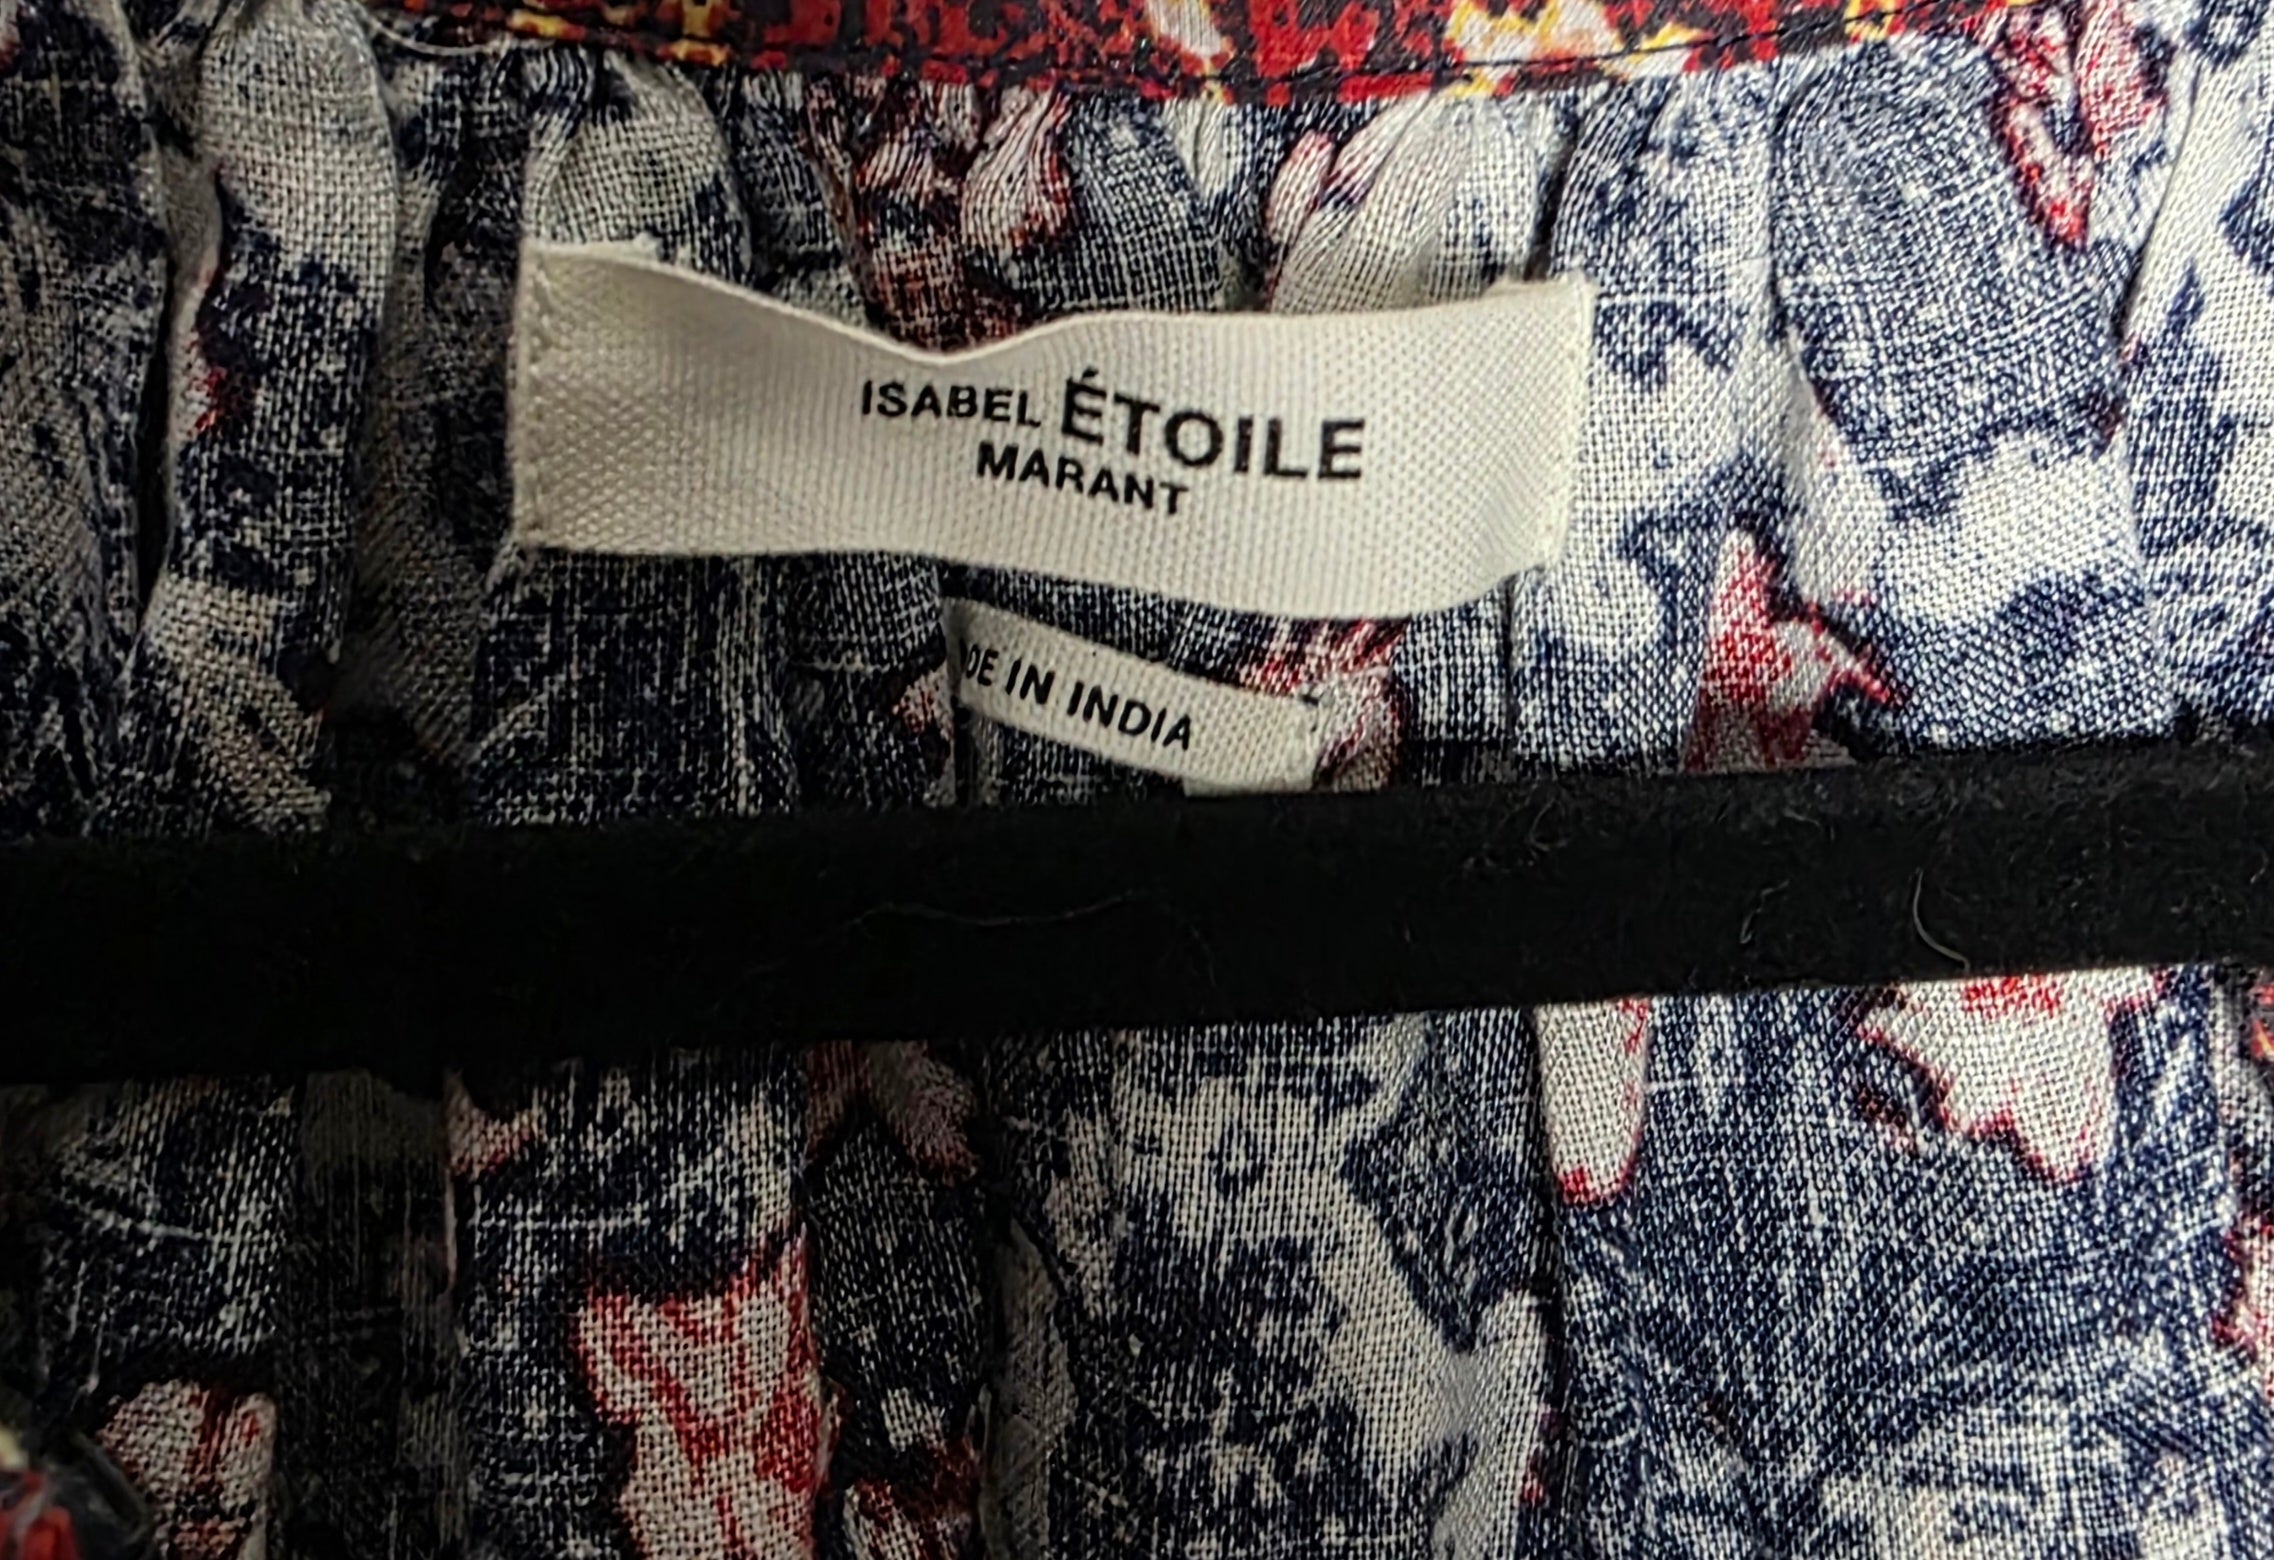 ISABEL ÉTOILE
MARANT
DE IN INDIA